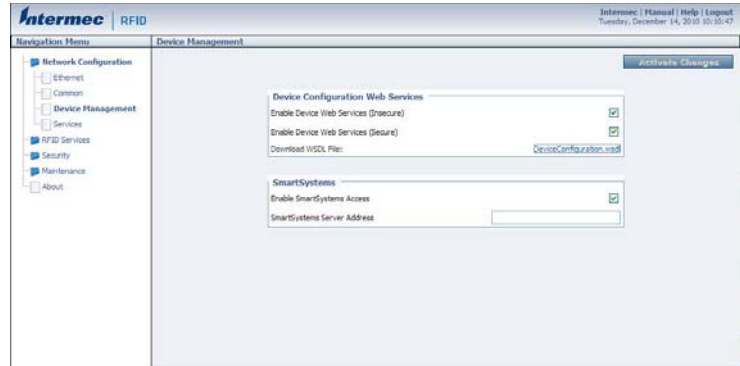 Intermec RFID
Intermec | Manual | Help | Logout
Tuesday, December 14, 2010 10:10:47
Navigation Menu
Device Management
Network Configuration
Ethernet
Common
Device Management
Services
RFID Services
Security
Maintenance
About
Activate Changes
Device Configuration Web Services
Enable Device Web Services (Insecure)
Enable Device Web Services (Secure)
Download WSDL File: DeviceConfiguration.wsdl
SmartSystems
Enable SmartSystems Access
SmartSystems Server Address